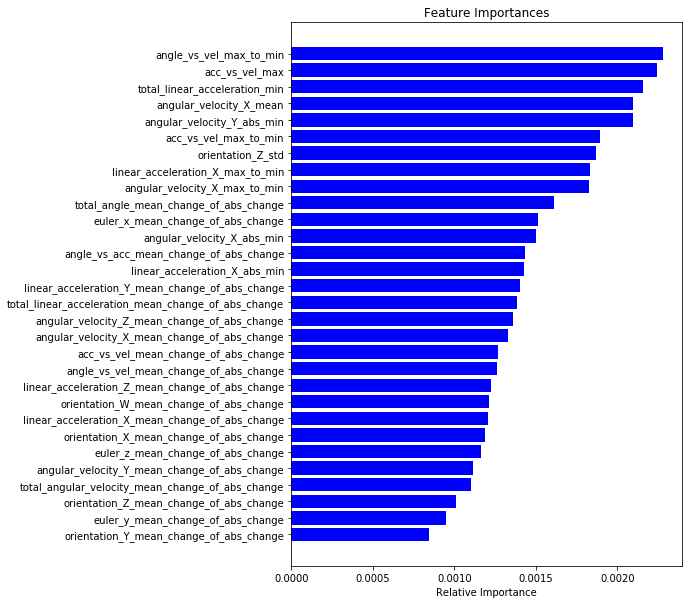 Feature Importances
angle_vs_vel_max_to_min
acc_vs_vel_max
total_linear_acceleration_min
angular_velocity_X_mean
angular_velocity_Y_abs_min
acc_vs_vel_max_to_min
orientation_Z_std
linear_acceleration_X_max_to_min
angular_velocity_X_max_to_min
total_angle_mean_change_of_abs_change
euler_x_mean_change_of_abs_change
angular_velocity_X_abs_min
angle_vs_acc_mean_change_of_abs_change
linear_acceleration_X_abs_min
linear_acceleration_Y_mean_change_of_abs_change
total_linear_acceleration_mean_change_of_abs_change
angular_velocity_Z_mean_change_of_abs_change
angular_velocity_X_mean_change_of_abs_change
acc_vs_vel_mean_change_of_abs_change
angle_vs_vel_mean_change_of_abs_change
linear_acceleration_Z_mean_change_of_abs_change
orientation_W_mean_change_of_abs_change
linear_acceleration_X_mean_change_of_abs_change
orientation_X_mean_change_of_abs_change
euler_z_mean_change_of_abs_change
angular_velocity_Y_mean_change_of_abs_change
total_angular_velocity_mean_change_of_abs_change
orientation_Z_mean_change_of_abs_change
euler_y_mean_change_of_abs_change
orientation_Y_mean_change_of_abs_change
0.0000 0.0005 0.0010 0.0015 0.0020
Relative Importance